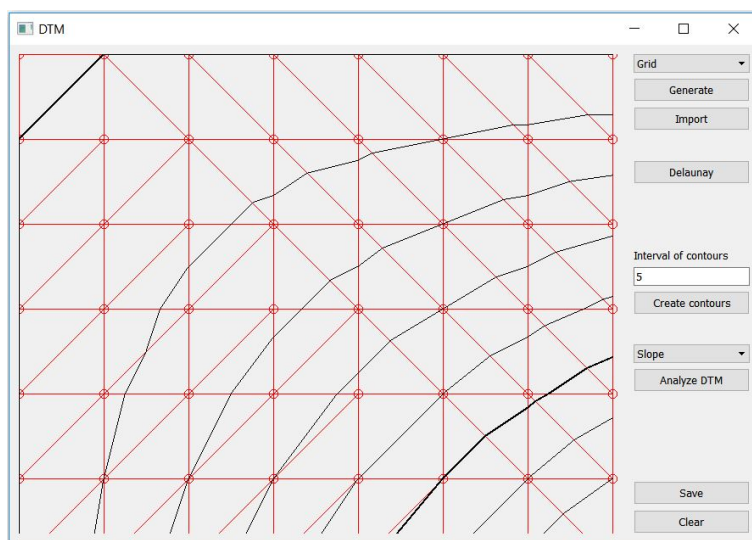 DTM
Grid
Generate
Import
Delaunay
Interval of contours
5
Create contours
Slope
Analyze DTM
Save
Clear